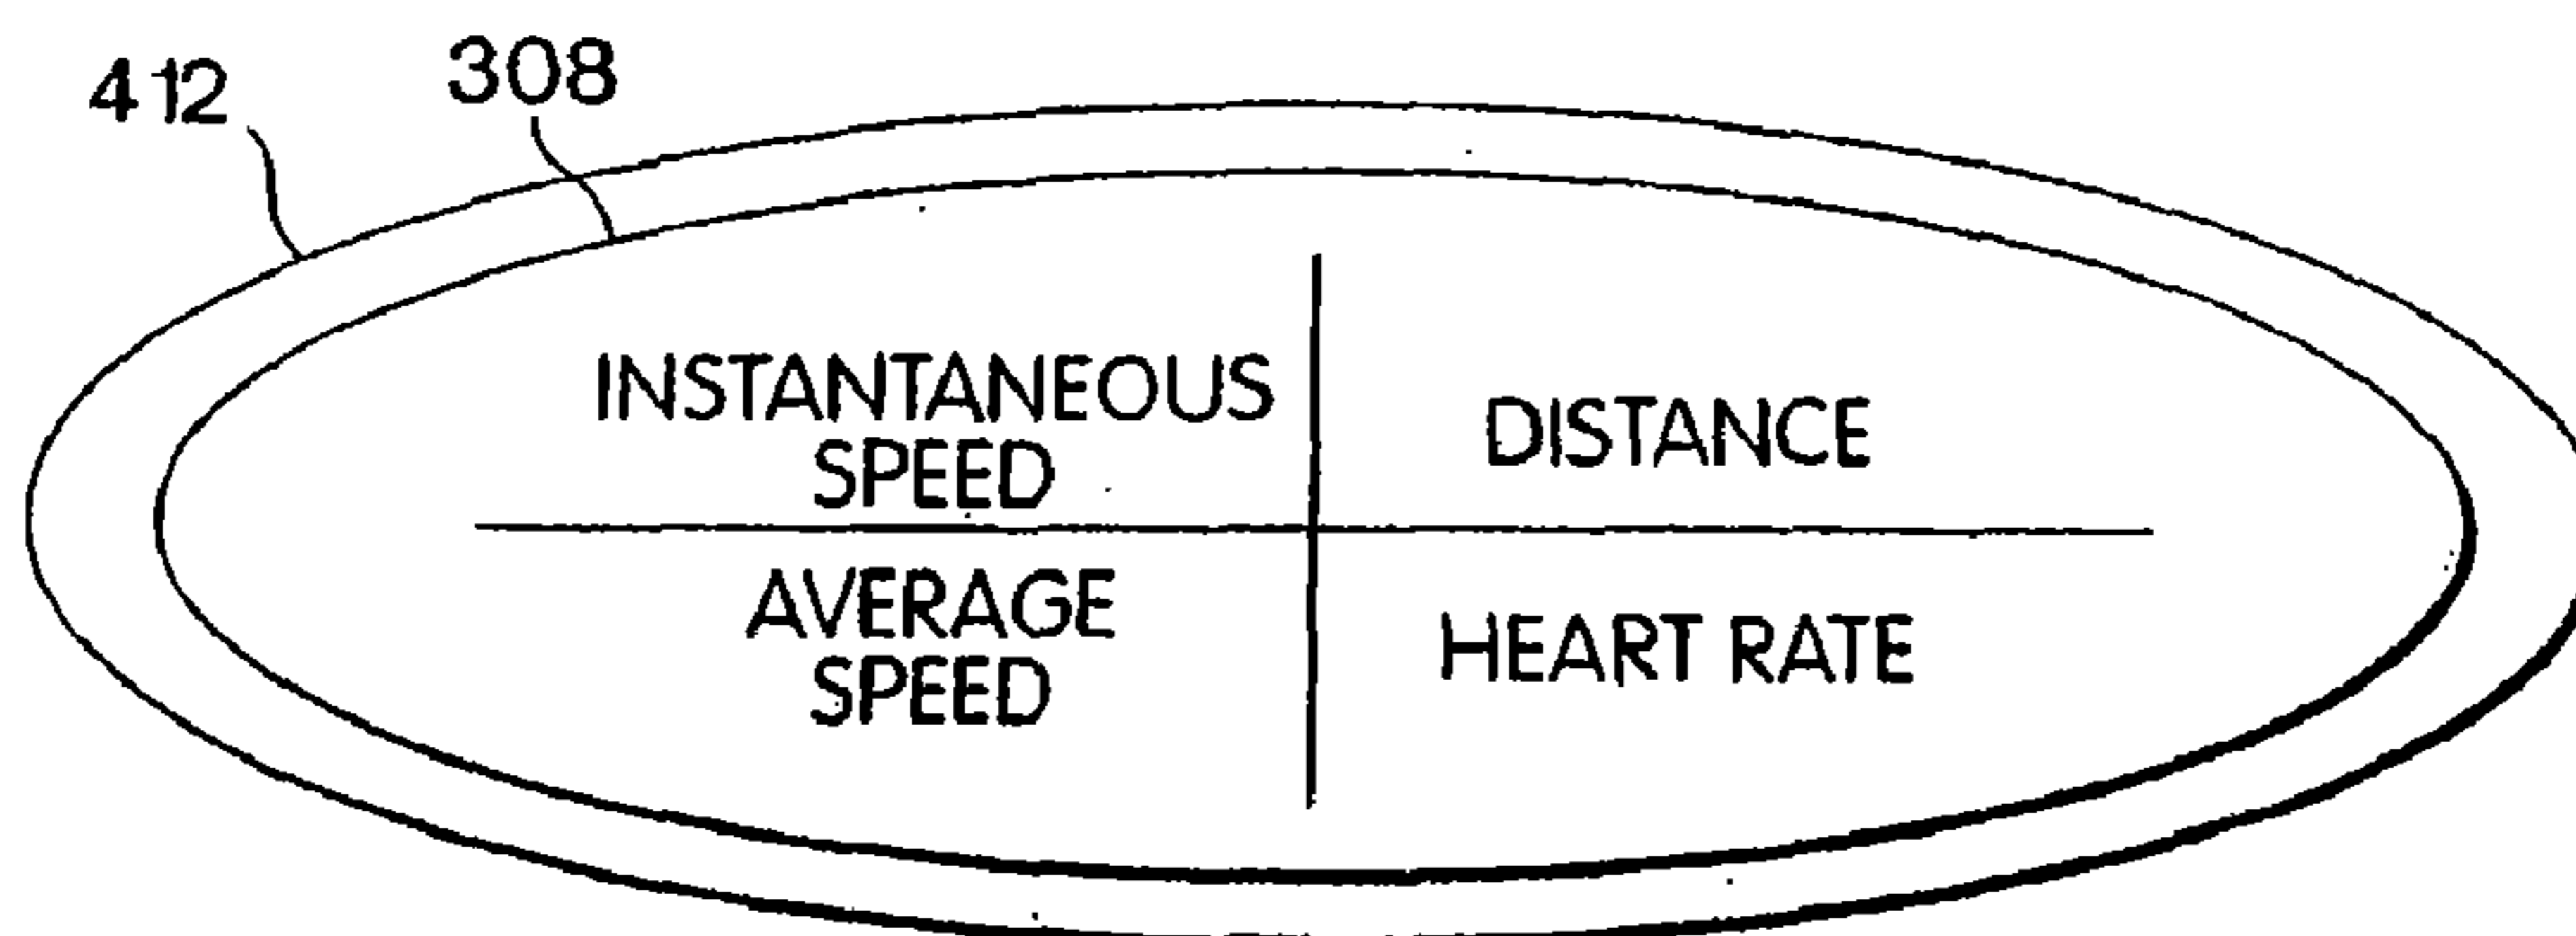 412
308
INSTANTANEOUS
SPEED
DISTANCE
AVERAGE
SPEED
HEART RATE